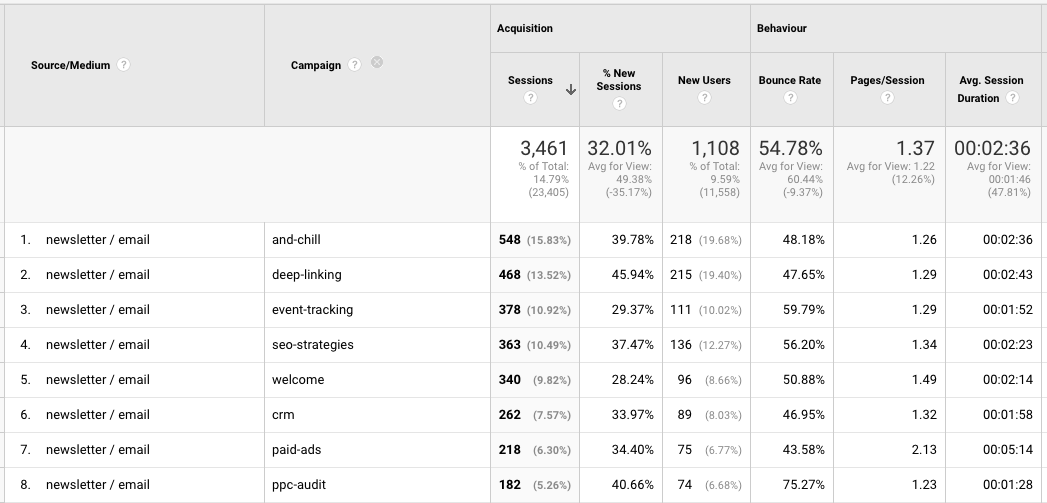 Acquisition Behaviour
Source/Medium ? Campaign ? Sessions ? % New Sessions ? New Users ? Bounce Rate ? Pages/Session ? Avg. Session Duration ?
3,461 32.01% 1,108 54.78% 1.37 00:02:36
% of Total: Avg for View: % of Total: Avg for View: Avg for View: 1.22 Avg for View:
14.79% 49.38% 9.59% 60.44% (12.26%) 00:01:46
(23,405) (-35.17%) (11,558) (-9.37%) (47.81%)
1. newsletter / email and-chill 548 (15.83%) 39.78% 218 (19.68%) 48.18% 1.26 00:02:36
2. newsletter / email deep-linking 468 (13.52%) 45.94% 215 (19.40%) 47.65% 1.29 00:02:43
3. newsletter / email event-tracking 378 (10.92%) 29.37% 111 (10.02%) 59.79% 1.29 00:01:52
4. newsletter / email seo-strategies 363 (10.49%) 37.47% 136 (12.27%) 56.20% 1.34 00:02:23
5. newsletter / email welcome 340 (9.82%) 28.24% 96 (8.66%) 50.88% 1.49 00:02:14
6. newsletter / email crm 262 (7.57%) 33.97% 89 (8.03%) 46.95% 1.32 00:01:58
7. newsletter / email paid-ads 218 (6.30%) 34.40% 75 (6.77%) 43.58% 2.13 00:05:14
8. newsletter / email ppc-audit 182 (5.26%) 40.66% 74 (6.68%) 75.27% 1.23 00:01:28